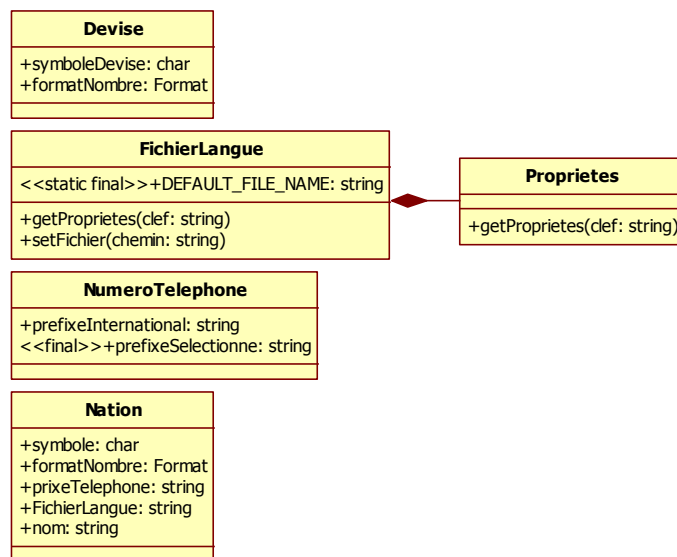 Devise
+symboleDevise: char
+formatNombre: Format
FichierLangue
<<static final>>+DEFAULT_FILE_NAME: string
+getProprietes(clef: string)
+setFichier(chemin: string)
Proprietes
+getProprietes(clef: string)
NumeroTelephone
+prefixeInternational: string
<<final>>+prefixeSelectionne: string
Nation
+symbole: char
+formatNombre: Format
+prixeTelephone: string
+FichierLangue: string
+nom: string